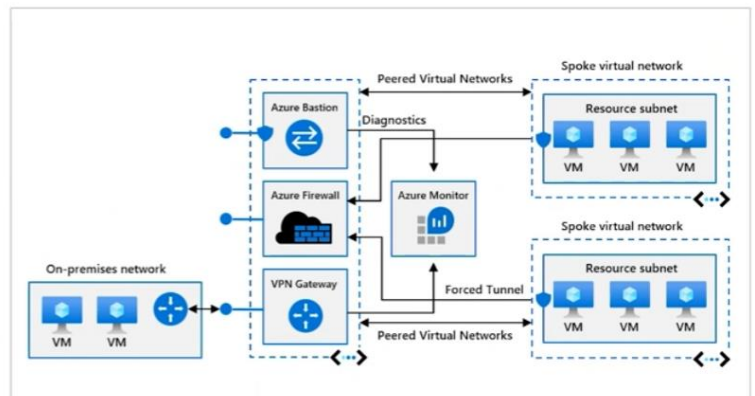 Spoke virtual network
Peered Virtual Networks
Azure Bastion
Diagnostics
Resource subnet
VM
VM
VM
Azure Firewall
Azure Monitor
Spoke virtual network
On-premises network
VM
VM
VPN Gateway
Forced Tunnel
Resource subnet
VM
VM
VM
Peered Virtual Networks